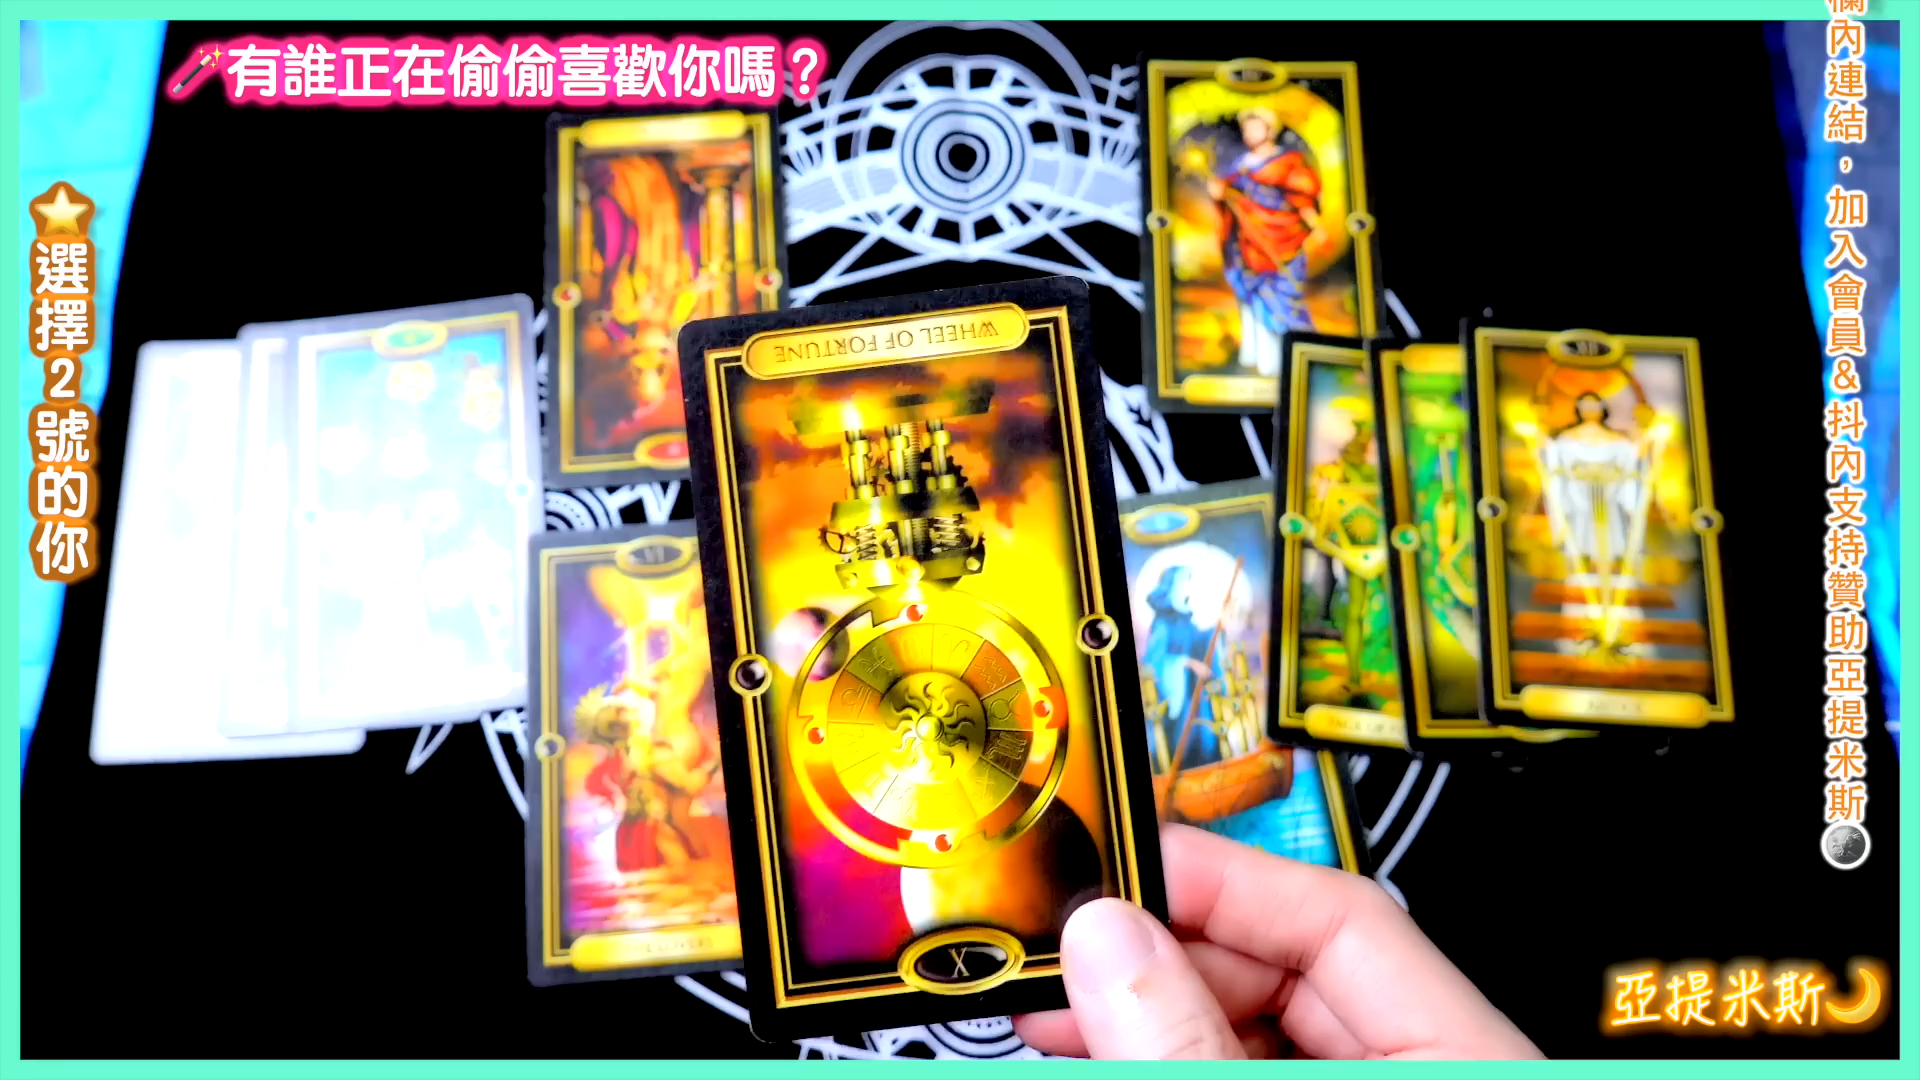 有誰正在偷偷喜歡你嗎？
選擇2號的你
欄內連結，加入會員&抖內支持贊助亞提米斯
WHEEL OF FORTUNE
X
VI
亞提米斯